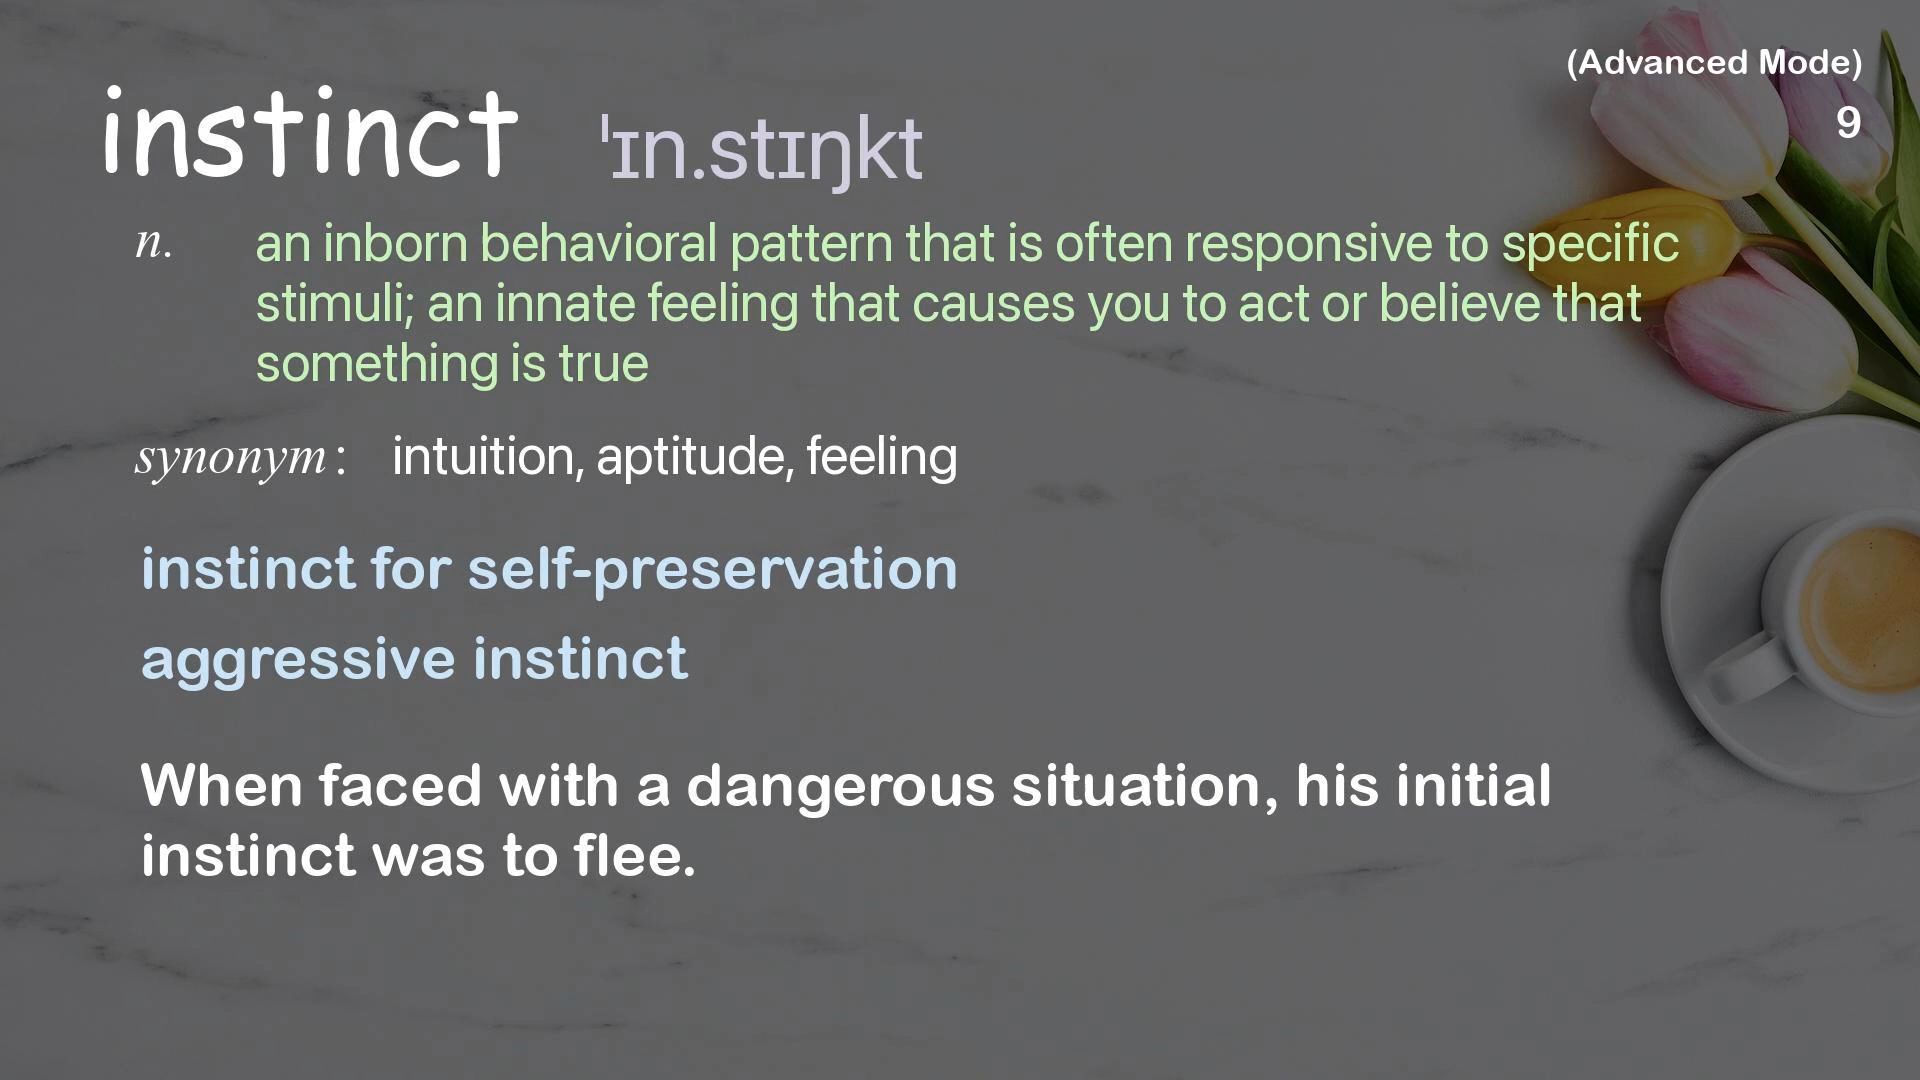 (Advanced Mode)
instinct ˈɪn.stɪŋkt
9
n. an inborn behavioral pattern that is often responsive to specific
stimuli; an innate feeling that causes you to act or believe that
something is true
synonym: intuition, aptitude, feeling
instinct for self-preservation
aggressive instinct
When faced with a dangerous situation, his initial
instinct was to flee.